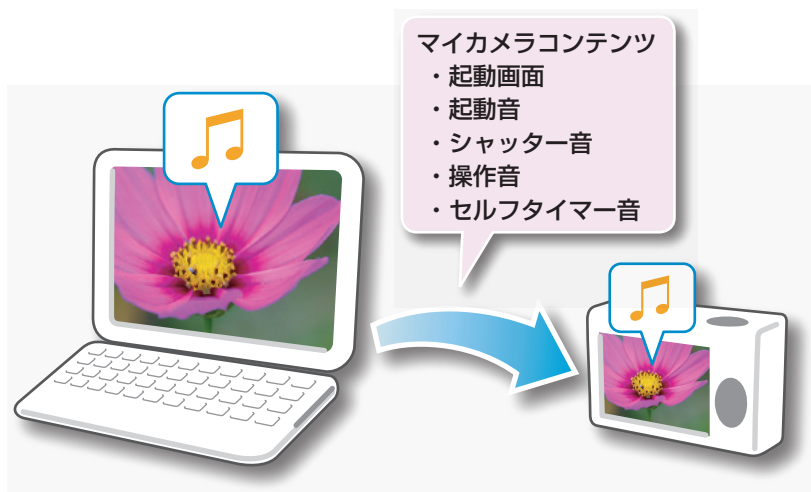 マイカメラコンテンツ
・起動画面
・起動音
・シャッター音
・操作音
・セルフタイマー音